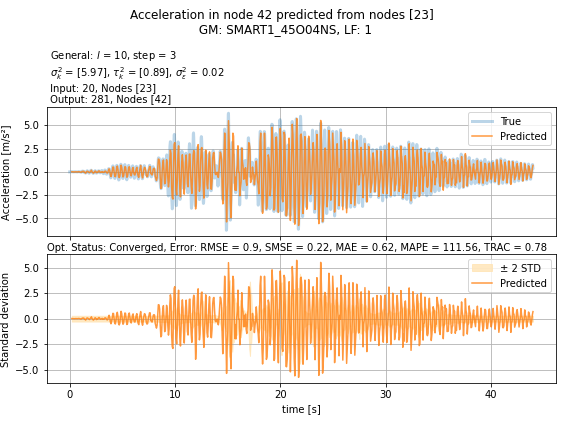 Acceleration in node 42 predicted from nodes [23]
GM: SMART1_45O04NS, LF: 1
General: l = 10, step = 3
σ²ₖ = [5.97], τ²ₖ = [0.89], σ²ε = 0.02
Input: 20, Nodes [23]
Output: 281, Nodes [42]
Acceleration [m/s²]
5.0
2.5
0.0
−2.5
−5.0
True
Predicted
Opt. Status: Converged, Error: RMSE = 0.9, SMSE = 0.22, MAE = 0.62, MAPE = 111.56, TRAC = 0.78
Standard deviation
5.0
2.5
0.0
−2.5
−5.0
± 2 STD
Predicted
0 10 20 30 40
time [s]